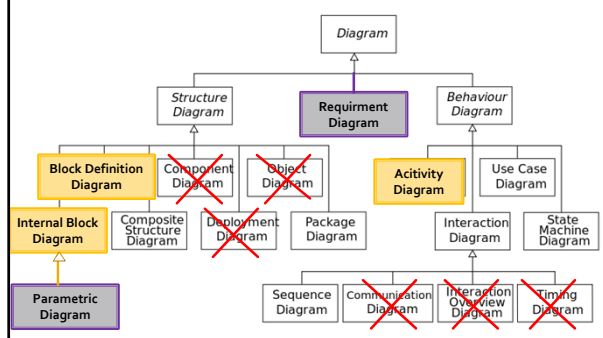 Diagram
Structure
Diagram
Requirment
Diagram
Behaviour
Diagram
Block Definition
Diagram
Component
Diagram
Object
Diagram
Acitivity
Diagram
Use Case
Diagram
Internal Block
Diagram
Composite
Structure
Diagram
Deployment
Diagram
Package
Diagram
Interaction
Diagram
State
Machine
Diagram
Parametric
Diagram
Sequence
Diagram
Communication
Diagram
Interaction
Overview
Diagram
Timing
Diagram